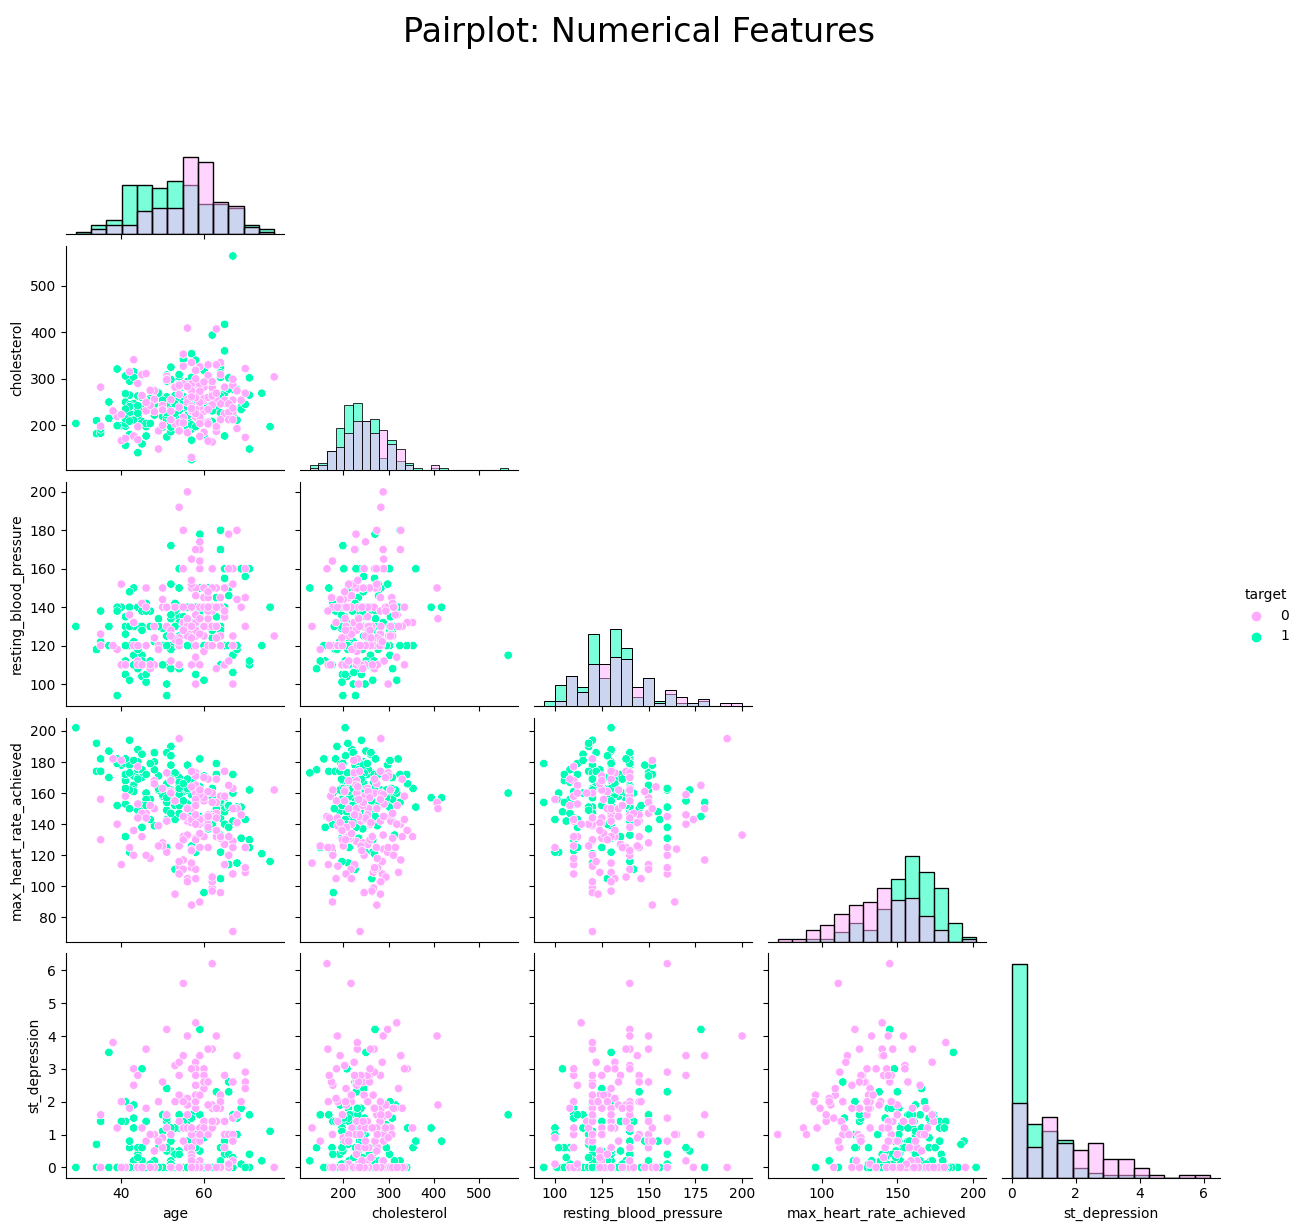 Pairplot: Numerical Features
cholesterol
500
400
300
200
resting_blood_pressure
200
180
160
140
120
100
target
0
1
max_heart_rate_achieved
200
180
160
140
120
100
80
st_depression
6
5
4
3
2
1
0
40 60
200 300 400 500
100 125 150 175 200
100 150 200
0 2 4 6
age
cholesterol
resting_blood_pressure
max_heart_rate_achieved
st_depression